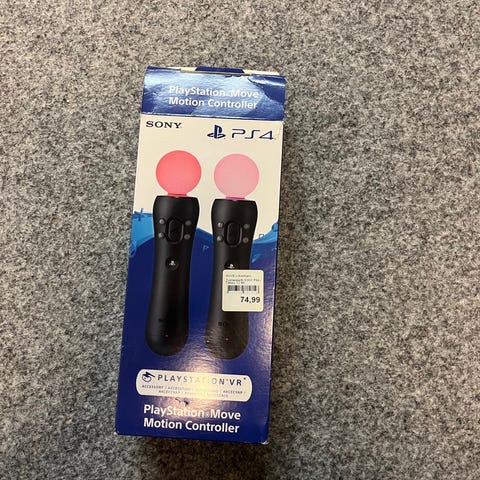 PlayStation®Move
Motion Controller
SONY
PS4
74,99
PLAYSTATION®VR
PlayStation®Move
Motion Controller